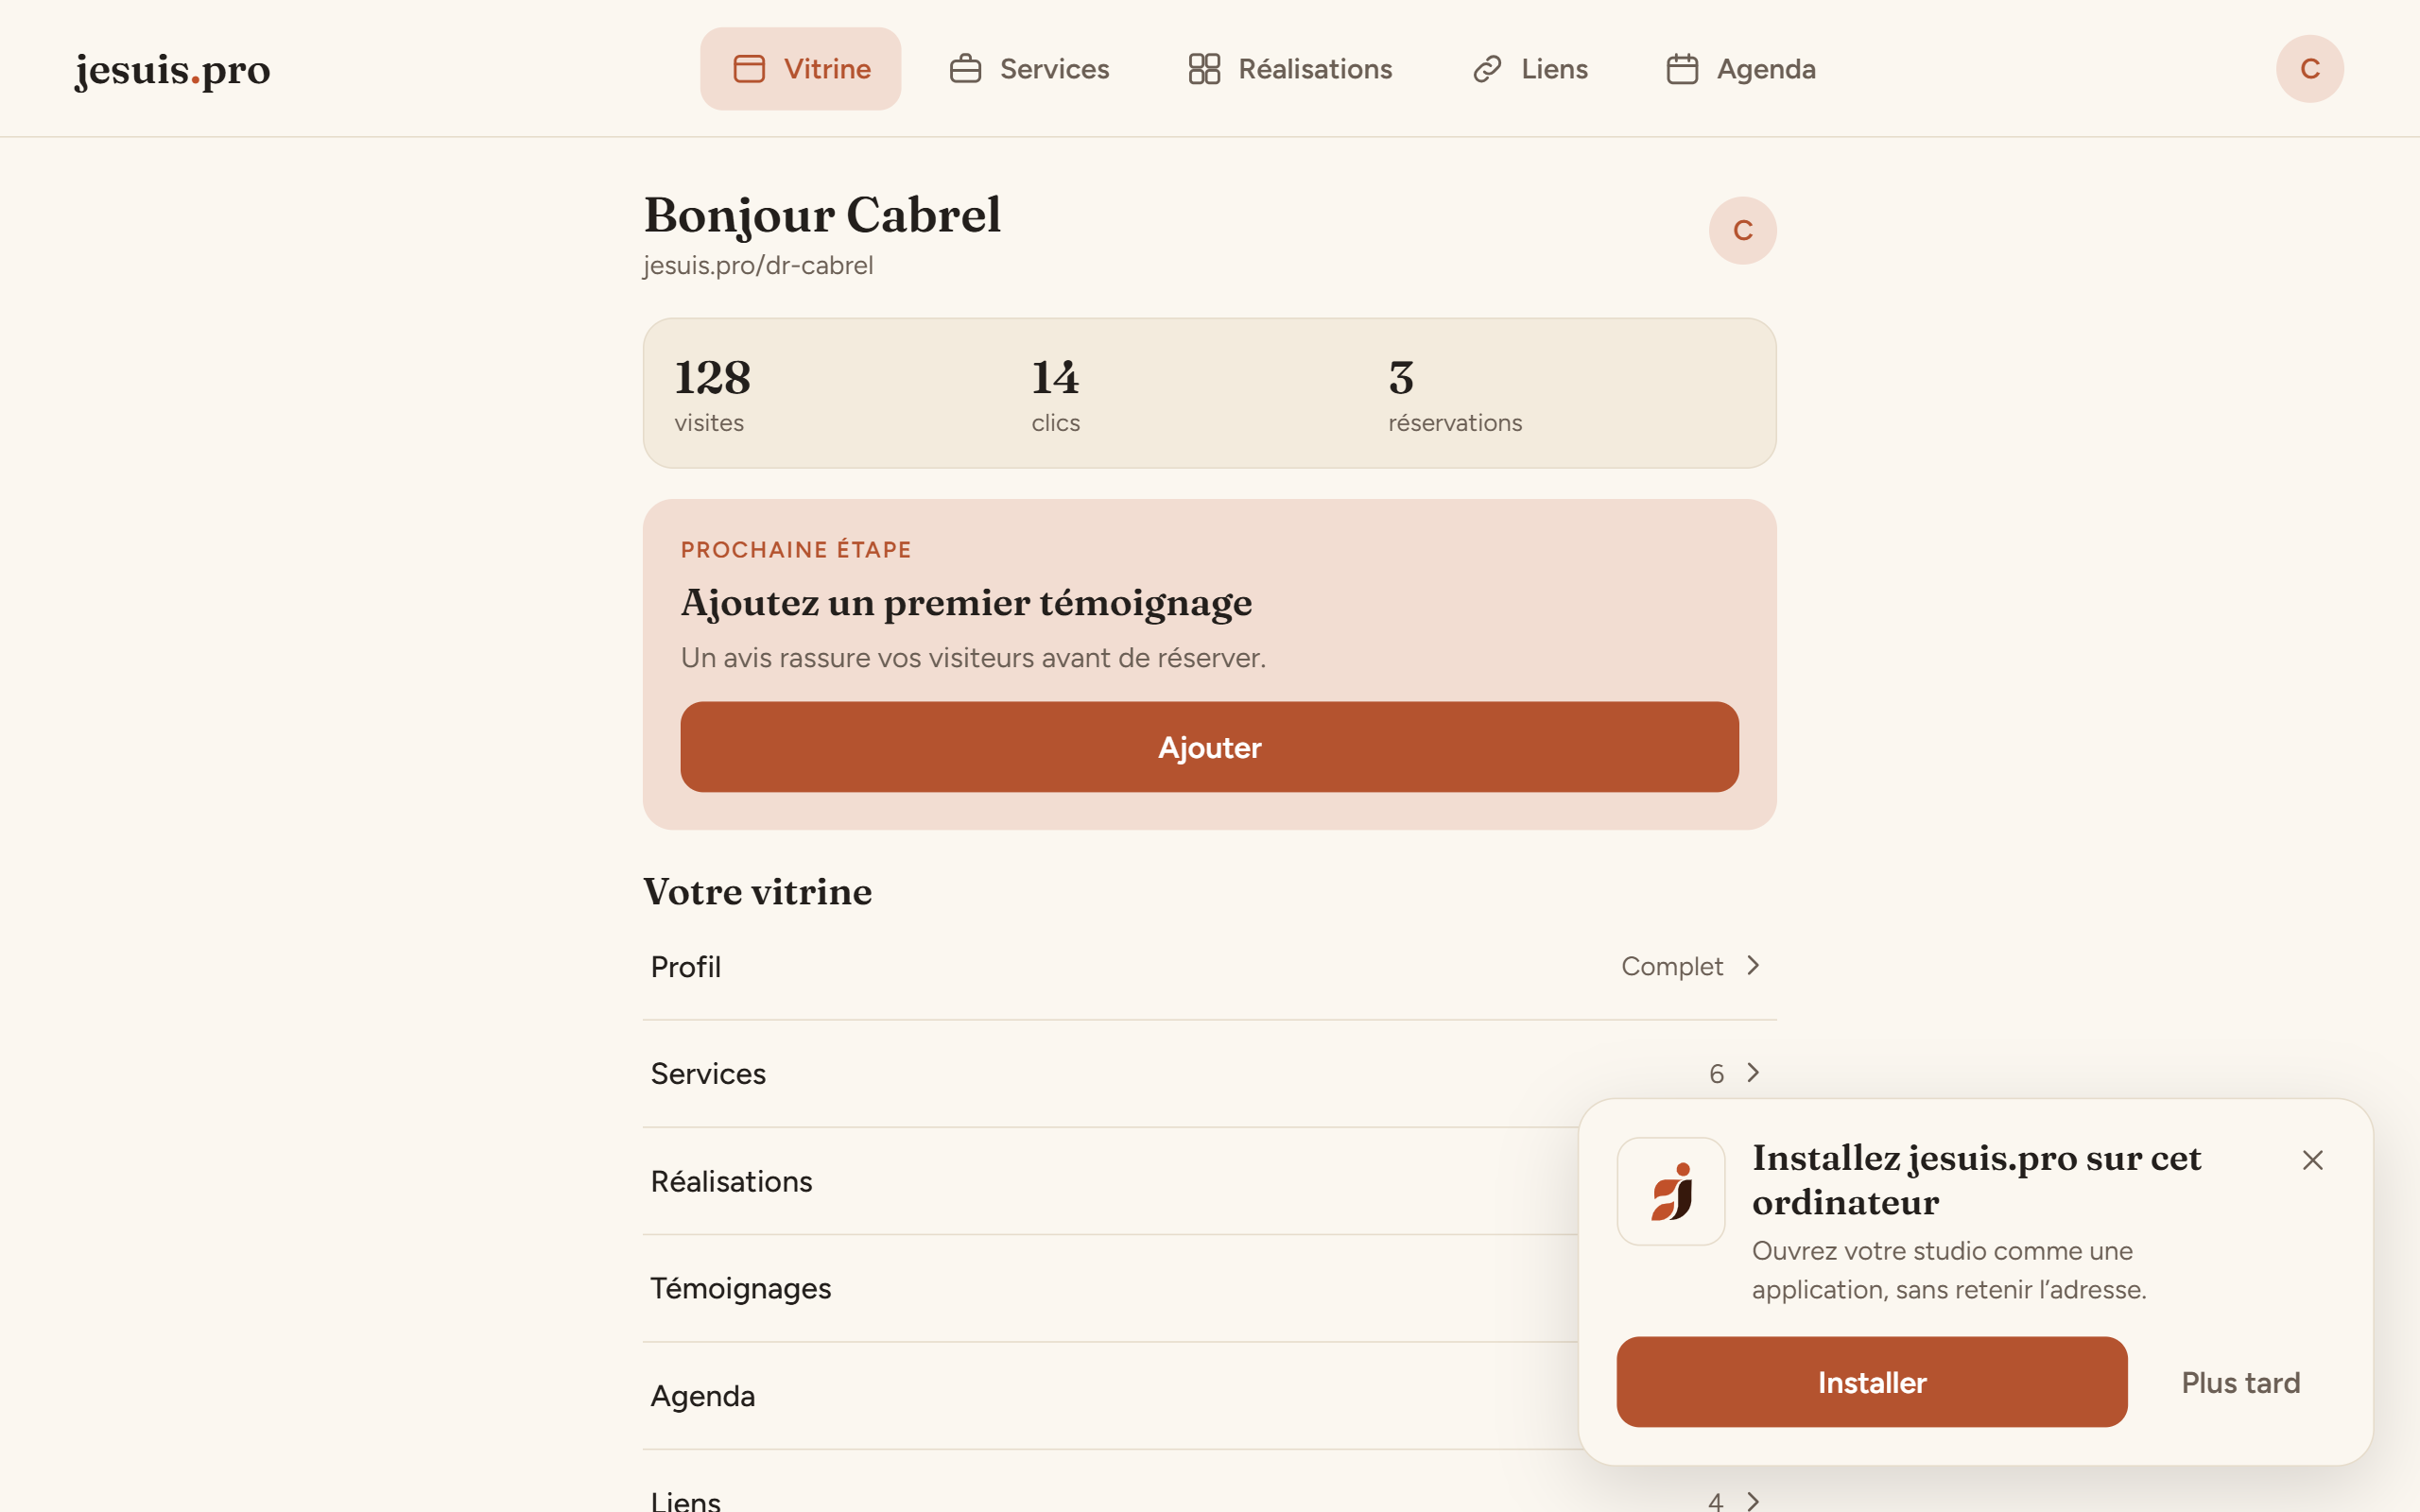 jesuis.pro
Vitrine
Services
Réalisations
Liens
Agenda
C
Bonjour Cabrel
C
jesuis.pro/dr-cabrel
128
14
3
visites
clics
réservations
PROCHAINE ÉTAPE
Ajoutez un premier témoignage
Un avis rassure vos visiteurs avant de réserver.
Ajouter
Votre vitrine
Profil
Complet
Services
6
Réalisations
Témoignages
Agenda
Liens
4
Installez jesuis.pro sur cet
ordinateur
Ouvrez votre studio comme une
application, sans retenir l’adresse.
Installer
Plus tard